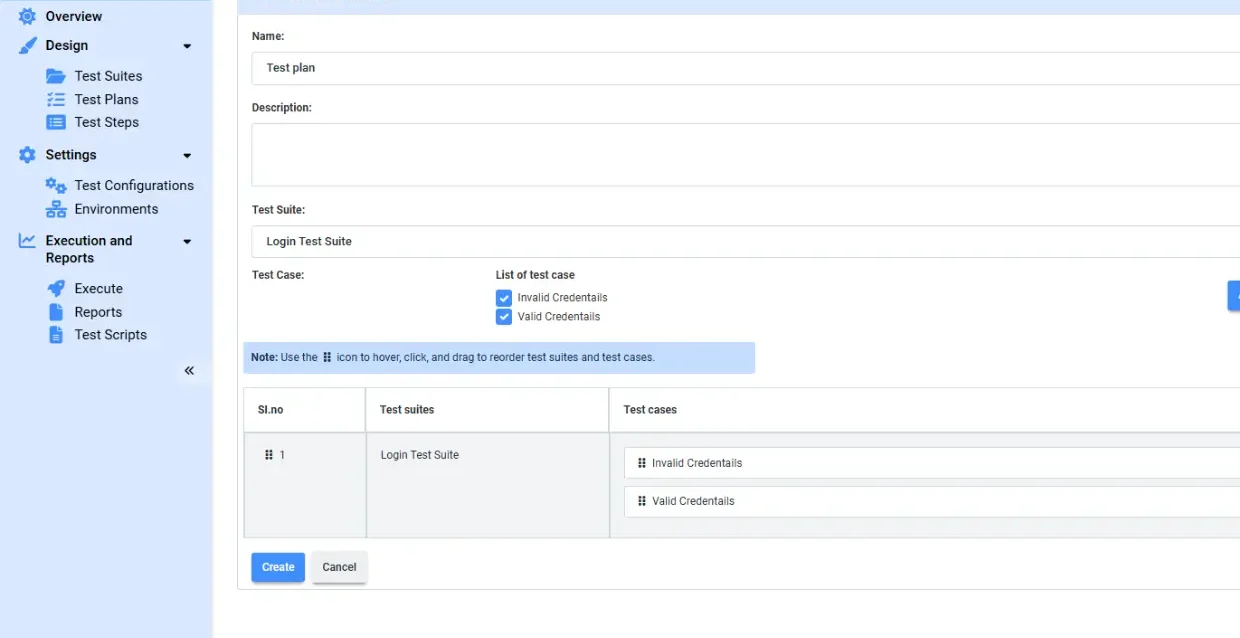 Overview
Design
Test Suites
Test Plans
Test Steps
Settings
Test Configurations
Environments
Execution and
Reports
Execute
Reports
Test Scripts
Name:
Test plan
Description:
Test Suite:
Login Test Suite
Test Case:
List of test case
Invalid Credentails
Valid Credentails
Note: Use the icon to hover, click, and drag to reorder test suites and test cases.
Sl.no
Test suites
Test cases
1
Login Test Suite
Invalid Credentails
Valid Credentails
Create
Cancel